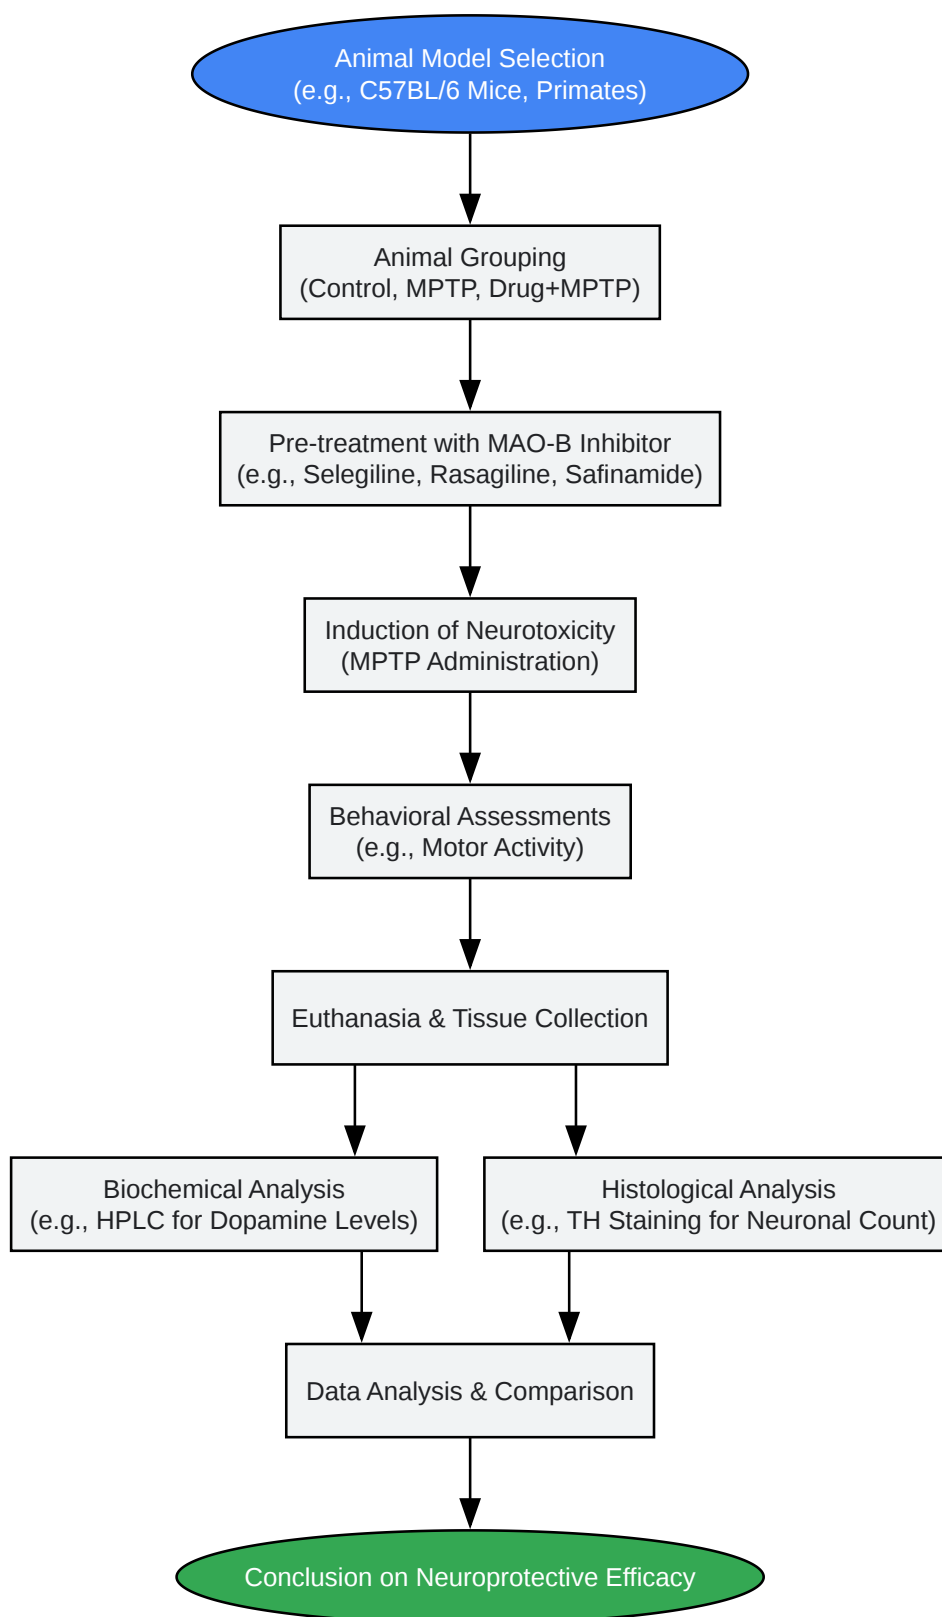 Animal Model Selection
(e.g., C57BL/6 Mice, Primates)
Animal Grouping
(Control, MPTP, Drug+MPTP)
Pre-treatment with MAO-B Inhibitor
(e.g., Selegiline, Rasagiline, Safinamide)
Induction of Neurotoxicity
(MPTP Administration)
Behavioral Assessments
(e.g., Motor Activity)
Euthanasia & Tissue Collection
Biochemical Analysis
(e.g., HPLC for Dopamine Levels)
Histological Analysis
(e.g., TH Staining for Neuronal Count)
Data Analysis & Comparison
Conclusion on Neuroprotective Efficacy